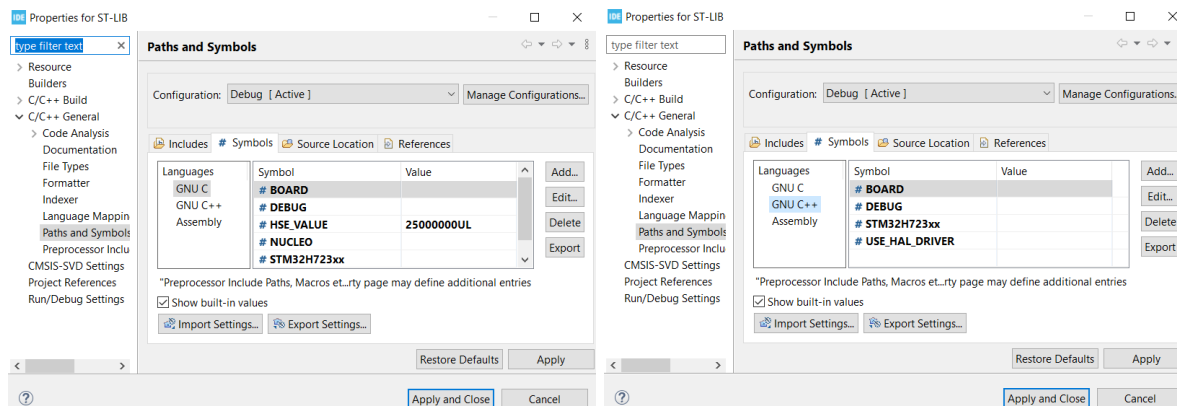 IDE Properties for ST-LIB
type filter text
Paths and Symbols
Resource
Builders
C/C++ Build
C/C++ General
Code Analysis
Documentation
File Types
Formatter
Indexer
Language Mappin
Paths and Symbols
Preprocessor Inclu
CMSIS-SVD Settings
Project References
Run/Debug Settings
Configuration: Debug [ Active ]
Manage Configurations...
Includes # Symbols Source Location References
Languages
GNU C
GNU C++
Assembly
Symbol Value
# BOARD
# DEBUG
# HSE_VALUE 25000000UL
# NUCLEO
# STM32H723xx
Add...
Edit...
Delete
Export
"Preprocessor Include Paths, Macros et...rty page may define additional entries
Show built-in values
Import Settings... Export Settings...
Restore Defaults Apply
? Apply and Close Cancel
IDE Properties for ST-LIB
type filter text
Paths and Symbols
Resource
Builders
C/C++ Build
C/C++ General
Code Analysis
Documentation
File Types
Formatter
Indexer
Language Mappin
Paths and Symbols
Preprocessor Inclu
CMSIS-SVD Settings
Project References
Run/Debug Settings
Configuration: Debug [ Active ]
Manage Configurations.
Includes # Symbols Source Location References
Languages
GNU C
GNU C++
Assembly
Symbol Value
# BOARD
# DEBUG
# STM32H723xx
# USE_HAL_DRIVER
Add...
Edit...
Delete
Export
"Preprocessor Include Paths, Macros et...rty page may define additional entries
Show built-in values
Import Settings... Export Settings...
Restore Defaults Apply
? Apply and Close Cancel